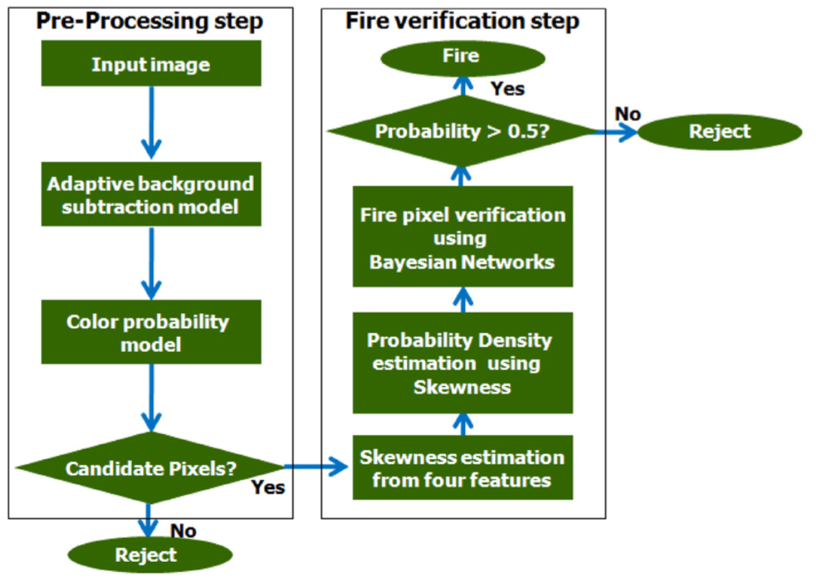 Pre-Processing step
Input image
Adaptive background
subtraction model
Color probability
model
Candidate Pixels?
Yes
No
Reject
Fire verification step
Fire
Yes
Probability > 0.5?
No
Reject
Fire pixel verification
using
Bayesian Networks
Probability Density
estimation using
Skewness
Skewness estimation
from four features